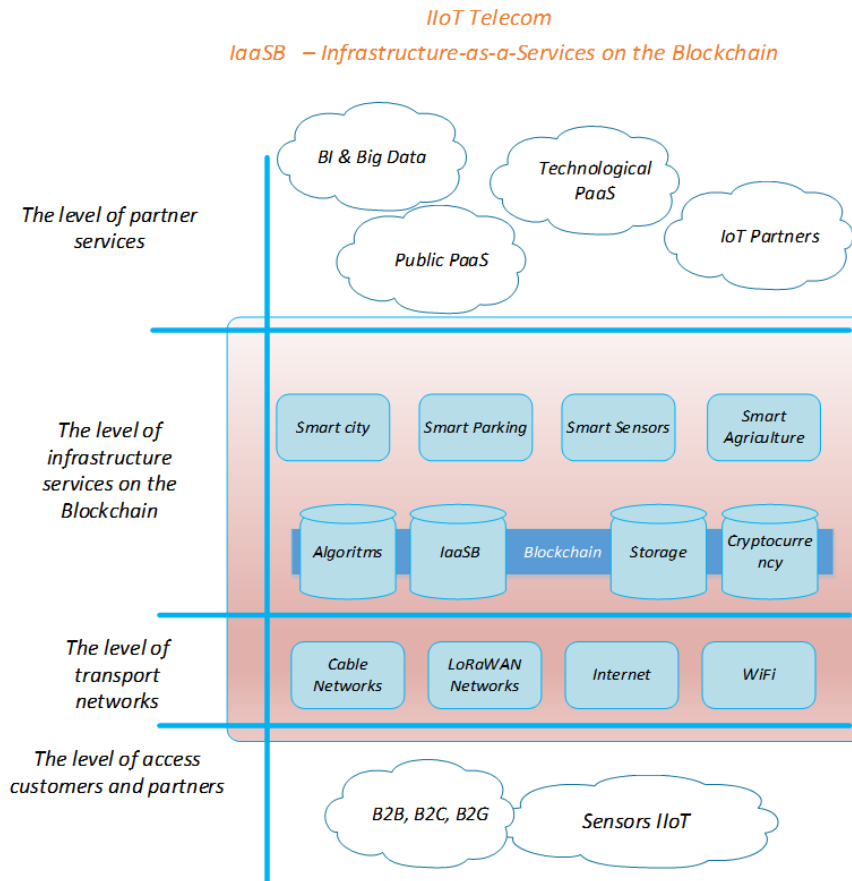 IIoT Telecom
IaaSB – Infrastructure-as-a-Services on the Blockchain
BI & Big Data
Technological
PaaS
The level of partner
services
IoT Partners
Public PaaS
The level of
infrastructure
services on the
Blockchain
Smart city
Smart Parking
Smart Sensors
Smart
Agriculture
Algoritms
IaaSB
Blockchain
Storage
Cryptocurre
ncy
The level of
transport
networks
Cable
Networks
LoRaWAN
Networks
Internet
WiFi
The level of access
customers and partners
B2B, B2C, B2G
Sensors IIoT